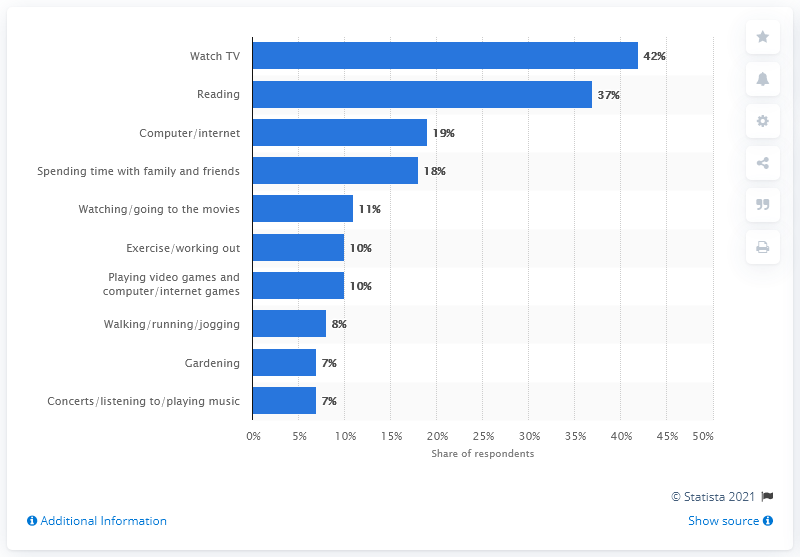 Watch TV
42%
Reading
37%
Computer/internet
19%
Spending time with family and friends
18%
Watching/going to the movies
11%
Exercise/working out
10%
Playing video games and
computer/internet games
10%
Walking/running/jogging
8%
Gardening
7%
Concerts/listening to/playing music
7%
0% 5% 10% 15% 20% 25% 30% 35% 40% 45% 50%
Share of respondents
© Statista 2021
Additional Information
Show source